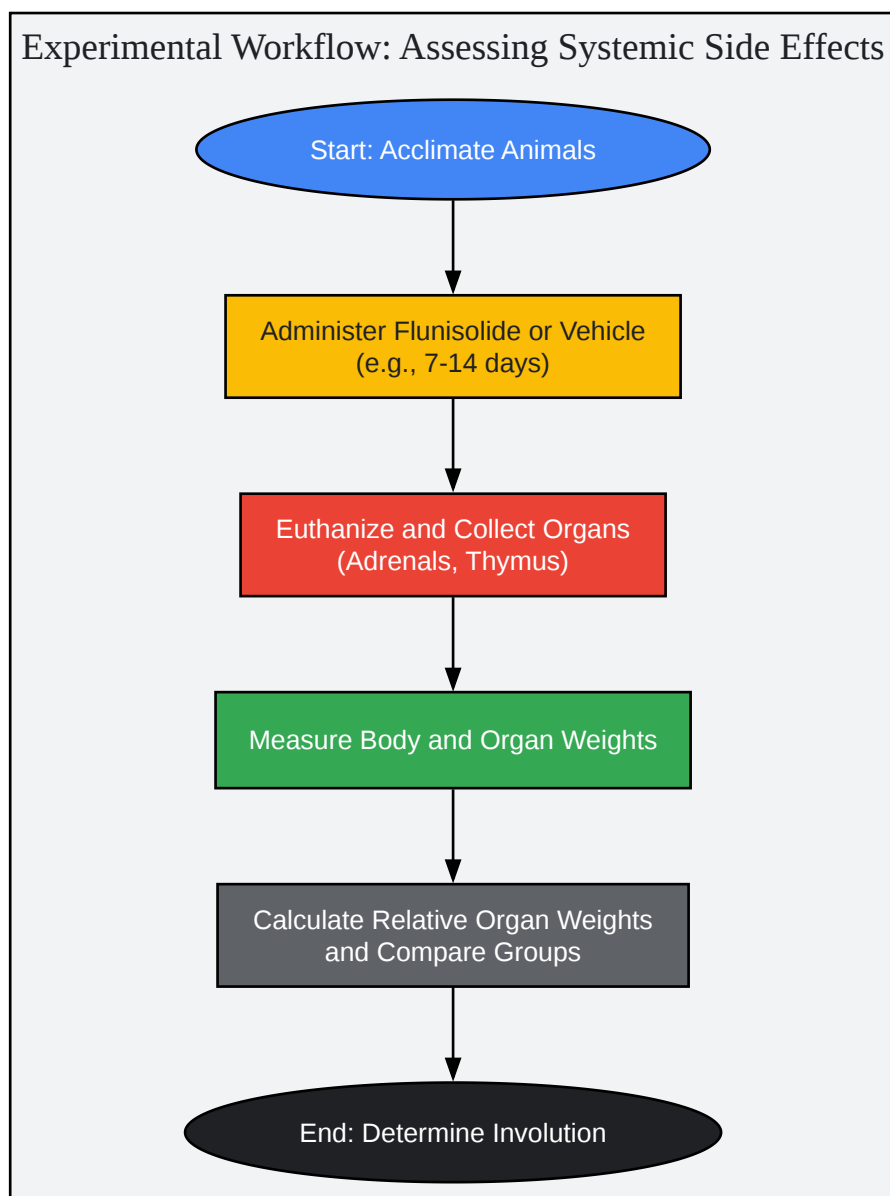 Experimental Workflow: Assessing Systemic Side Effects
Start: Acclimate Animals
Administer Flunisolide or Vehicle
(e.g., 7-14 days)
Euthanize and Collect Organs
(Adrenals, Thymus)
Measure Body and Organ Weights
Calculate Relative Organ Weights
and Compare Groups
End: Determine Involution